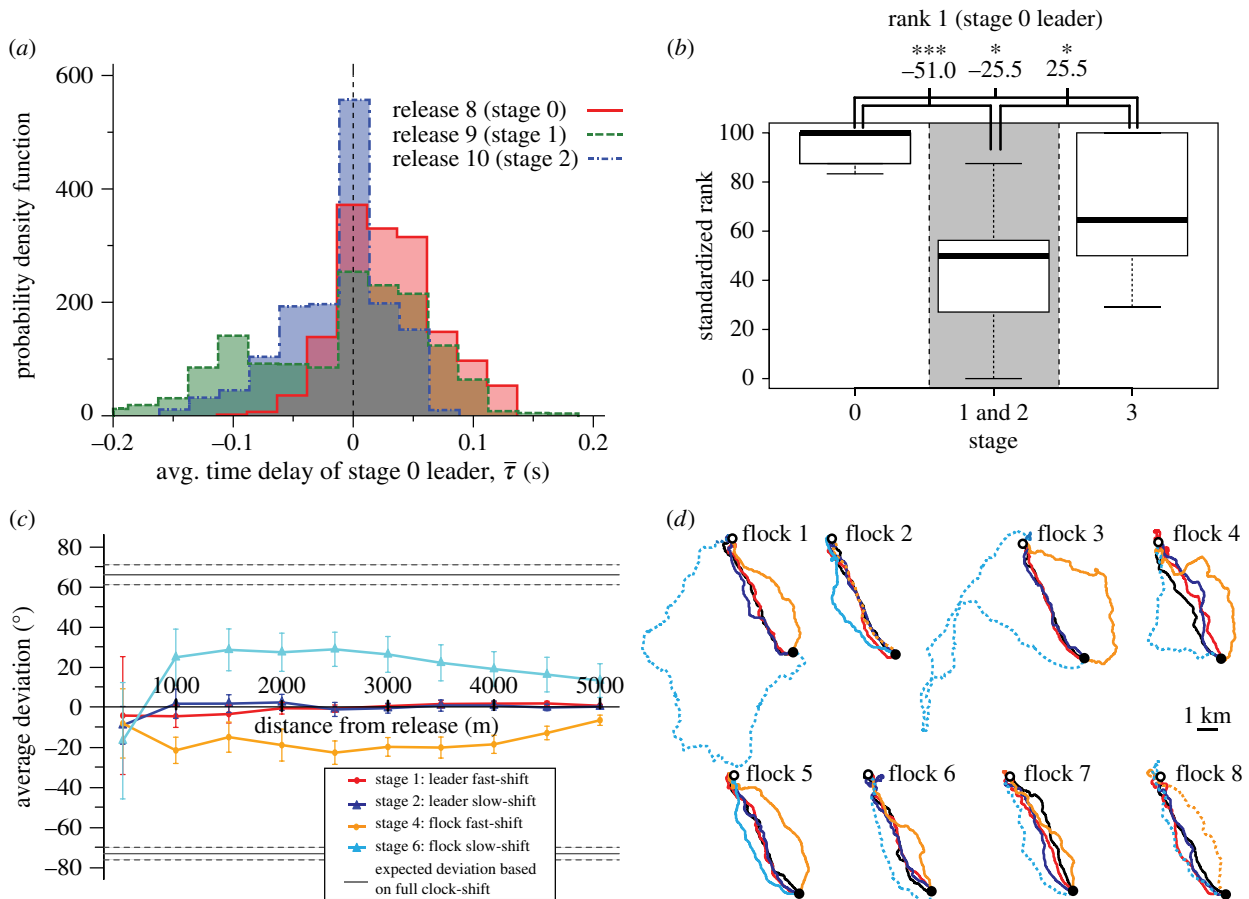 (a)
600
400
200
0
probability density function
release 8 (stage 0)
release 9 (stage 1)
release 10 (stage 2)
–0.2
–0.1
0
0.1
0.2
avg. time delay of stage 0 leader, τ̅ (s)
(b)
rank 1 (stage 0 leader)
*** * *
–51.0 –25.5 25.5
100
80
60
40
20
0
standardized rank
0
1 and 2
3
stage
(c)
80
60
40
20
0
–20
–40
–60
–80
average deviation (°)
1000 2000 3000 4000 5000
distance from release (m)
stage 1: leader fast-shift
stage 2: leader slow-shift
stage 4: flock fast-shift
stage 6: flock slow-shift
expected deviation based
on full clock-shift
(d)
flock 1
flock 2
flock 3
flock 4
1 km
flock 5
flock 6
flock 7
flock 8